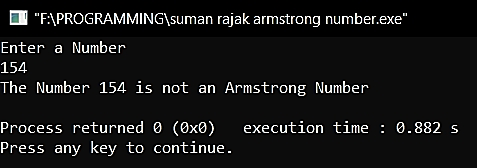 "F:\PROGRAMMING\suman rajak armstrong number.exe"
Enter a Number
154
The Number 154 is not an Armstrong Number
Process returned 0 (0x0)   execution time : 0.882 s
Press any key to continue.